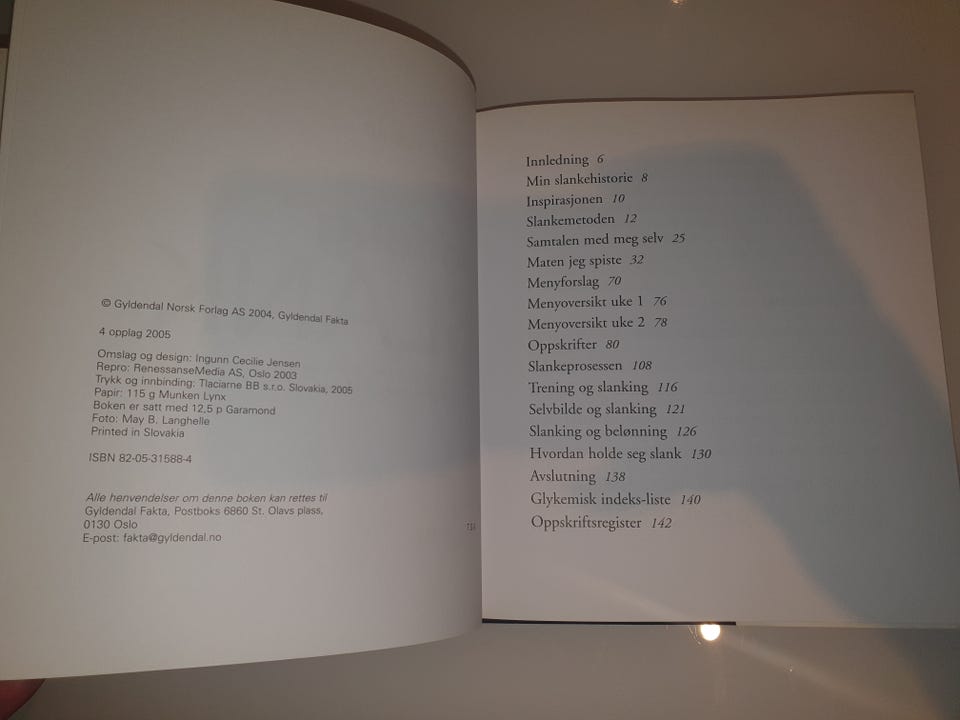 © Gyldendal Norsk Forlag AS 2004, Gyldendal Fakta
4 opplag 2005
Omslag og design: Ingunn Cecilie Jensen
Repro: RenessanseMedia AS, Oslo 2003
Trykk og innbinding: Tlaciarne BB s.r.o. Slovakia, 2005
Papir: 115 g Munken Lynx
Boken er satt med 12,5 p Garamond
Foto: May B. Langhelle
Printed in Slovakia
ISBN 82-05-31588-4
Alle henvendelser om denne boken kan rettes til
Gyldendal Fakta, Postboks 6860 St. Olavs plass,
0130 Oslo
E-post: fakta@gyldendal.no
Innledning 6
Min slankehistorie 8
Inspirasjonen 10
Slankemetoden 12
Samtalen med meg selv 25
Maten jeg spiste 32
Menyforslag 70
Menyoversikt uke 1 76
Menyoversikt uke 2 78
Oppskrifter 80
Slankeprosessen 108
Trening og slanking 116
Selvbilde og slanking 121
Slanking og belønning 126
Hvordan holde seg slank 130
Avslutning 138
Glykemisk indeks-liste 140
Oppskriftsregister 142